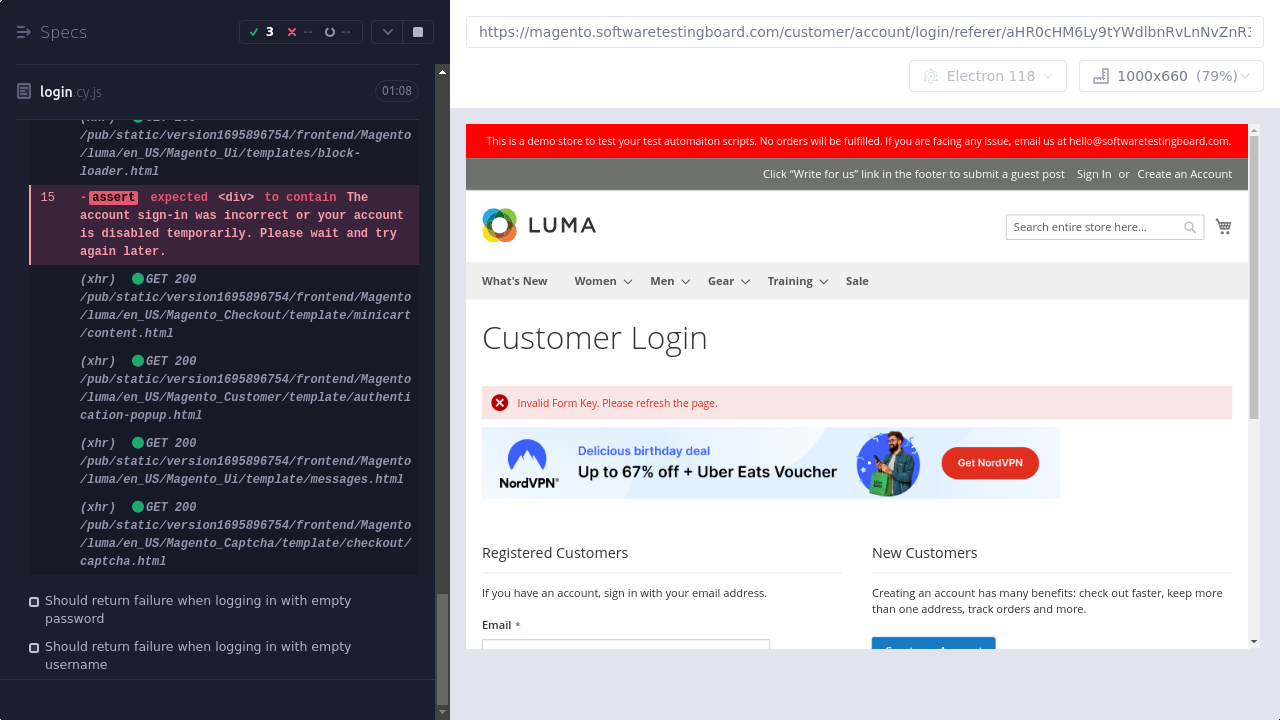 Specs
3
--
--
login.cy.js
01:08
(xhr) GET 200
/pub/static/version1695896754/frontend/Magento
/luma/en_US/Magento_Ui/templates/block-
loader.html
15 -assert expected <div> to contain The
account sign-in was incorrect or your account
is disabled temporarily. Please wait and try
again later.
(xhr) GET 200
/pub/static/version1695896754/frontend/Magento
/luma/en_US/Magento_Checkout/template/minicart
/content.html
(xhr) GET 200
/pub/static/version1695896754/frontend/Magento
/luma/en_US/Magento_Customer/template/authenti
cation-popup.html
(xhr) GET 200
/pub/static/version1695896754/frontend/Magento
/luma/en_US/Magento_Ui/template/messages.html
(xhr) GET 200
/pub/static/version1695896754/frontend/Magento
/luma/en_US/Magento_Captcha/template/checkout/
captcha.html
Should return failure when logging in with empty
password
Should return failure when logging in with empty
username
https://magento.softwaretestingboard.com/customer/account/login/referer/aHR0cHM6Ly9tYWdlbnRvLnNvZnR3
Electron 118
1000x660 (79%)
This is a demo store to test your test automaiton scripts. No orders will be fulfilled. If you are facing any issue, email us at hello@softwaretestingboard.com.
Click “Write for us” link in the footer to submit a guest post Sign In or Create an Account
LUMA
Search entire store here...
What's New Women Men Gear Training Sale
Customer Login
Invalid Form Key. Please refresh the page.
NordVPN®
Delicious birthday deal
Up to 67% off + Uber Eats Voucher
Get NordVPN
Registered Customers
If you have an account, sign in with your email address.
Email *
New Customers
Creating an account has many benefits: check out faster, keep more
than one address, track orders and more.